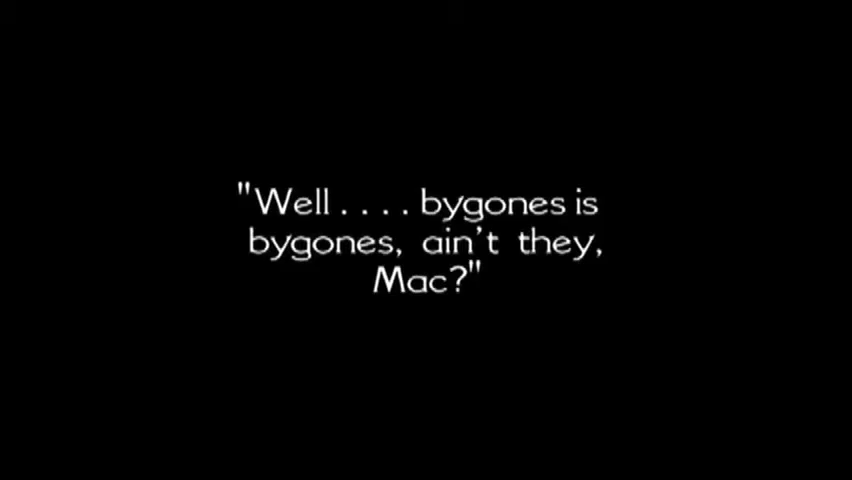 "Well . . . . bygones is
bygones, ain't they,
Mac?"